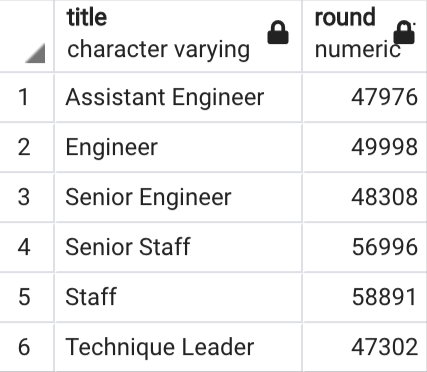 title round
character varying numeric
1 Assistant Engineer 47976
2 Engineer 49998
3 Senior Engineer 48308
4 Senior Staff 56996
5 Staff 58891
6 Technique Leader 47302